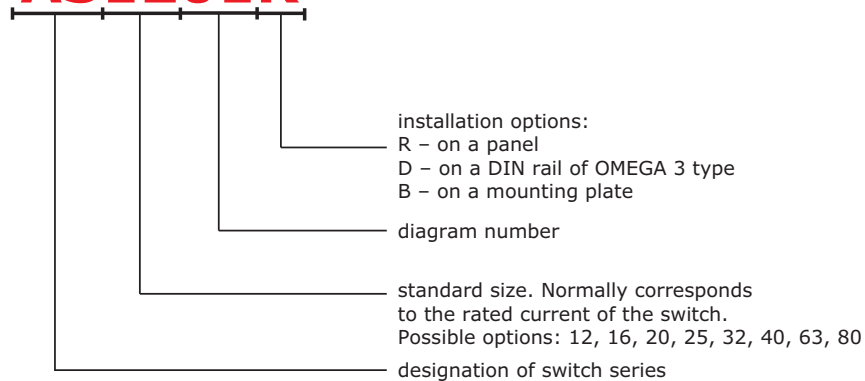 installation options:
R – on a panel
D – on a DIN rail of OMEGA 3 type
B – on a mounting plate
diagram number
standard size. Normally corresponds
to the rated current of the switch.
Possible options: 12, 16, 20, 25, 32, 40, 63, 80
designation of switch series